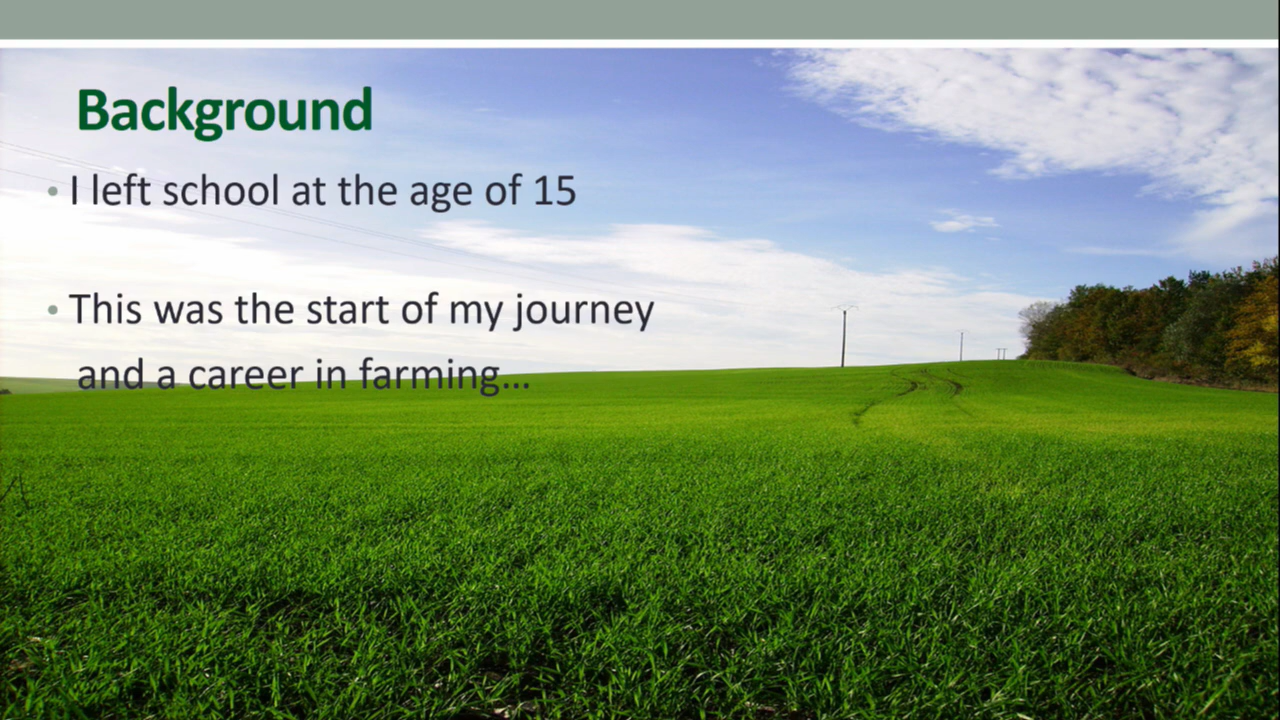 Background
• I left school at the age of 15
• This was the start of my journey
and a career in farming...